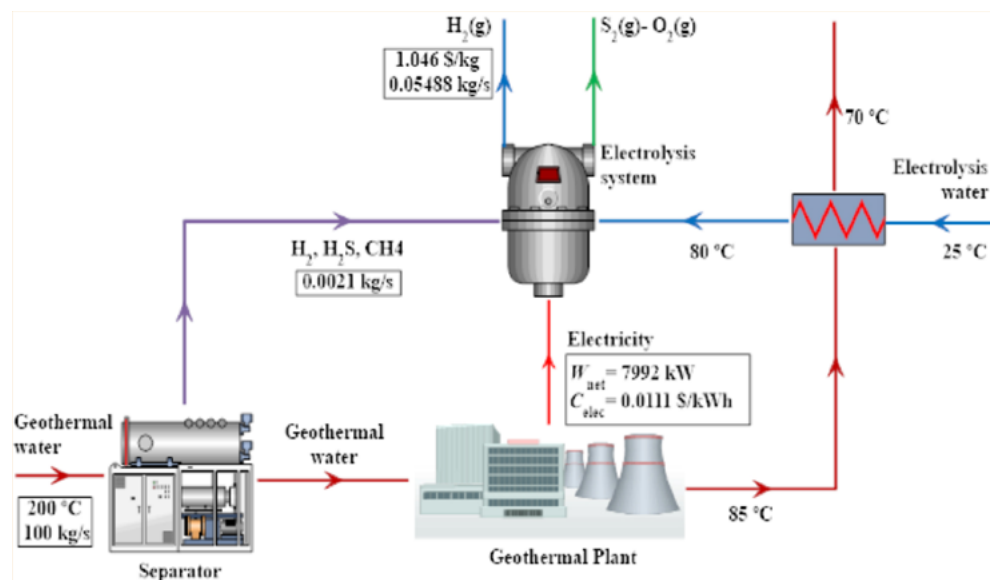 H₂(g)
S₂(g)- O₂(g)
1.046 $/kg
0.05488 kg/s
70 °C
Electrolysis
system
Electrolysis
water
H₂, H₂S, CH4
0.0021 kg/s
80 °C
25 °C
Electricity
Wnet = 7992 kW
Celec = 0.0111 $/kWh
Geothermal
water
Geothermal
water
200 °C
100 kg/s
85 °C
Geothermal Plant
Separator